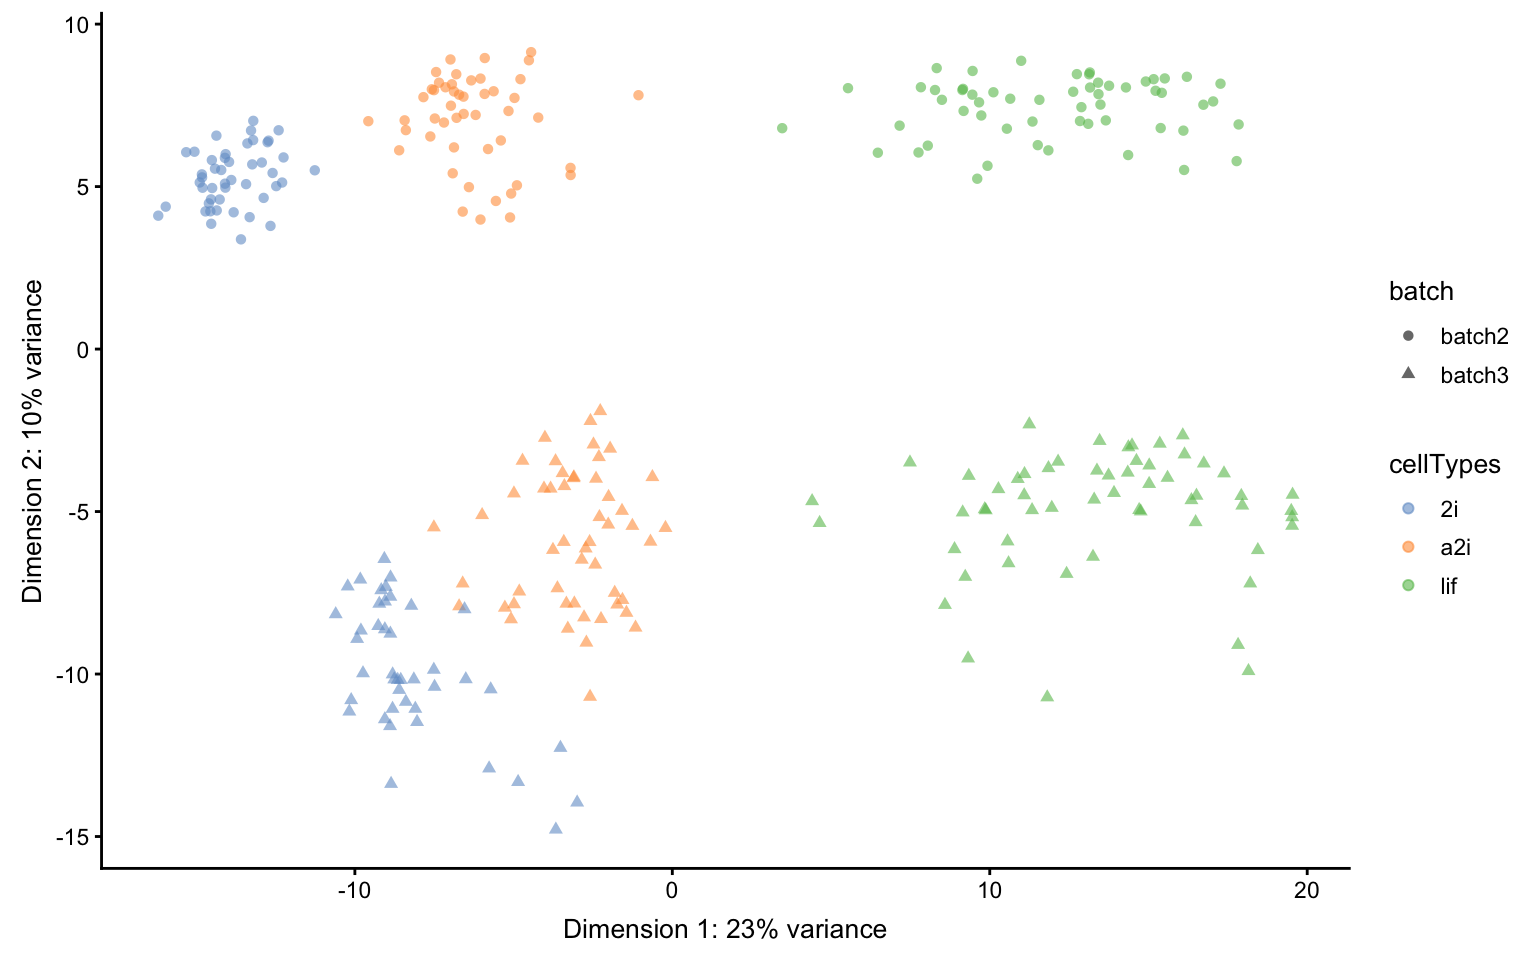 10
5
0
-5
-10
-15
Dimension 2: 10% variance
-10
0
10
20
Dimension 1: 23% variance
batch
batch2
batch3
cellTypes
2i
a2i
lif